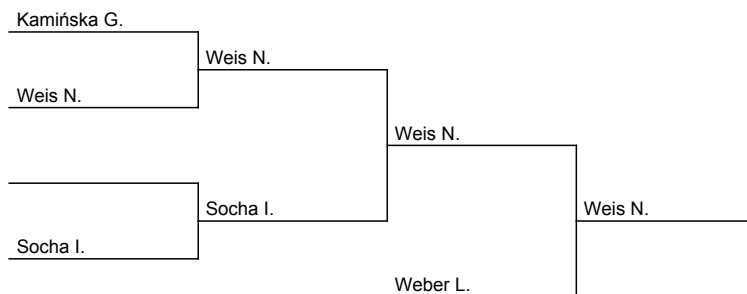 Kamińska G.
Weis N.
Weis N.
Weis N.
Socha I.
Weis N.
Socha I.
Weber L.